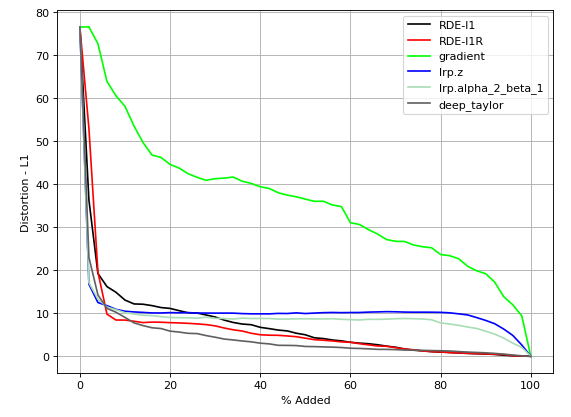 80
70
60
50
40
30
20
10
0
Distortion - L1
0 20 40 60 80 100
% Added
RDE-l1
RDE-l1R
gradient
lrp.z
lrp.alpha_2_beta_1
deep_taylor